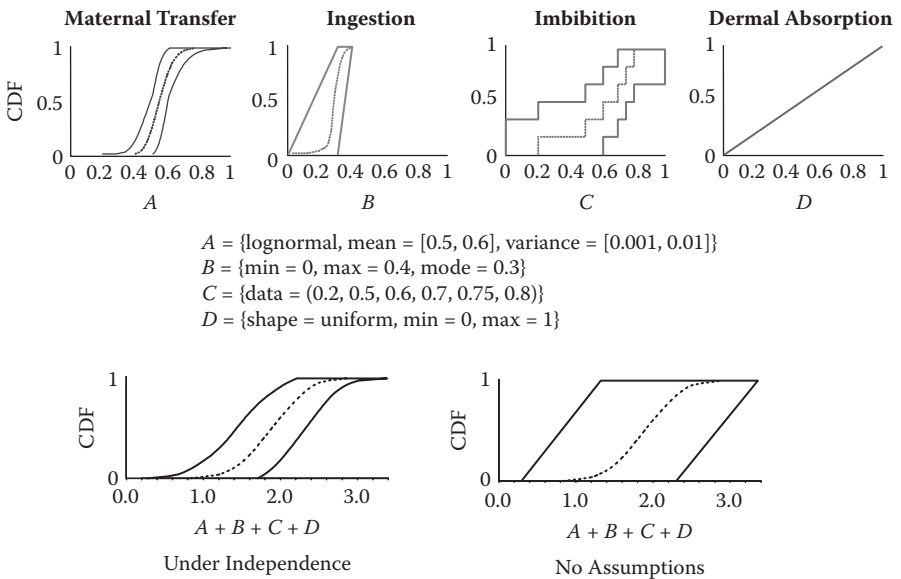 Maternal Transfer Ingestion Imbibition Dermal Absorption
1 1 1 1
CDF 0.5 0.5 0.5 0.5
0 0 0 0
0 0.2 0.4 0.6 0.8 1 0 0.2 0.4 0.6 0.8 1 0 0.2 0.4 0.6 0.8 1 0 0.2 0.4 0.6 0.8 1
A B C D
A = {lognormal, mean = [0.5, 0.6], variance = [0.001, 0.01]}
B = {min = 0, max = 0.4, mode = 0.3}
C = {data = (0.2, 0.5, 0.6, 0.7, 0.75, 0.8)}
D = {shape = uniform, min = 0, max = 1}
1 1
CDF CDF
0 0
0.0 1.0 2.0 3.0 0.0 1.0 2.0 3.0
A + B + C + D A + B + C + D
Under Independence No Assumptions